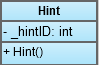 Hint
- _hintID: int
+ Hint()